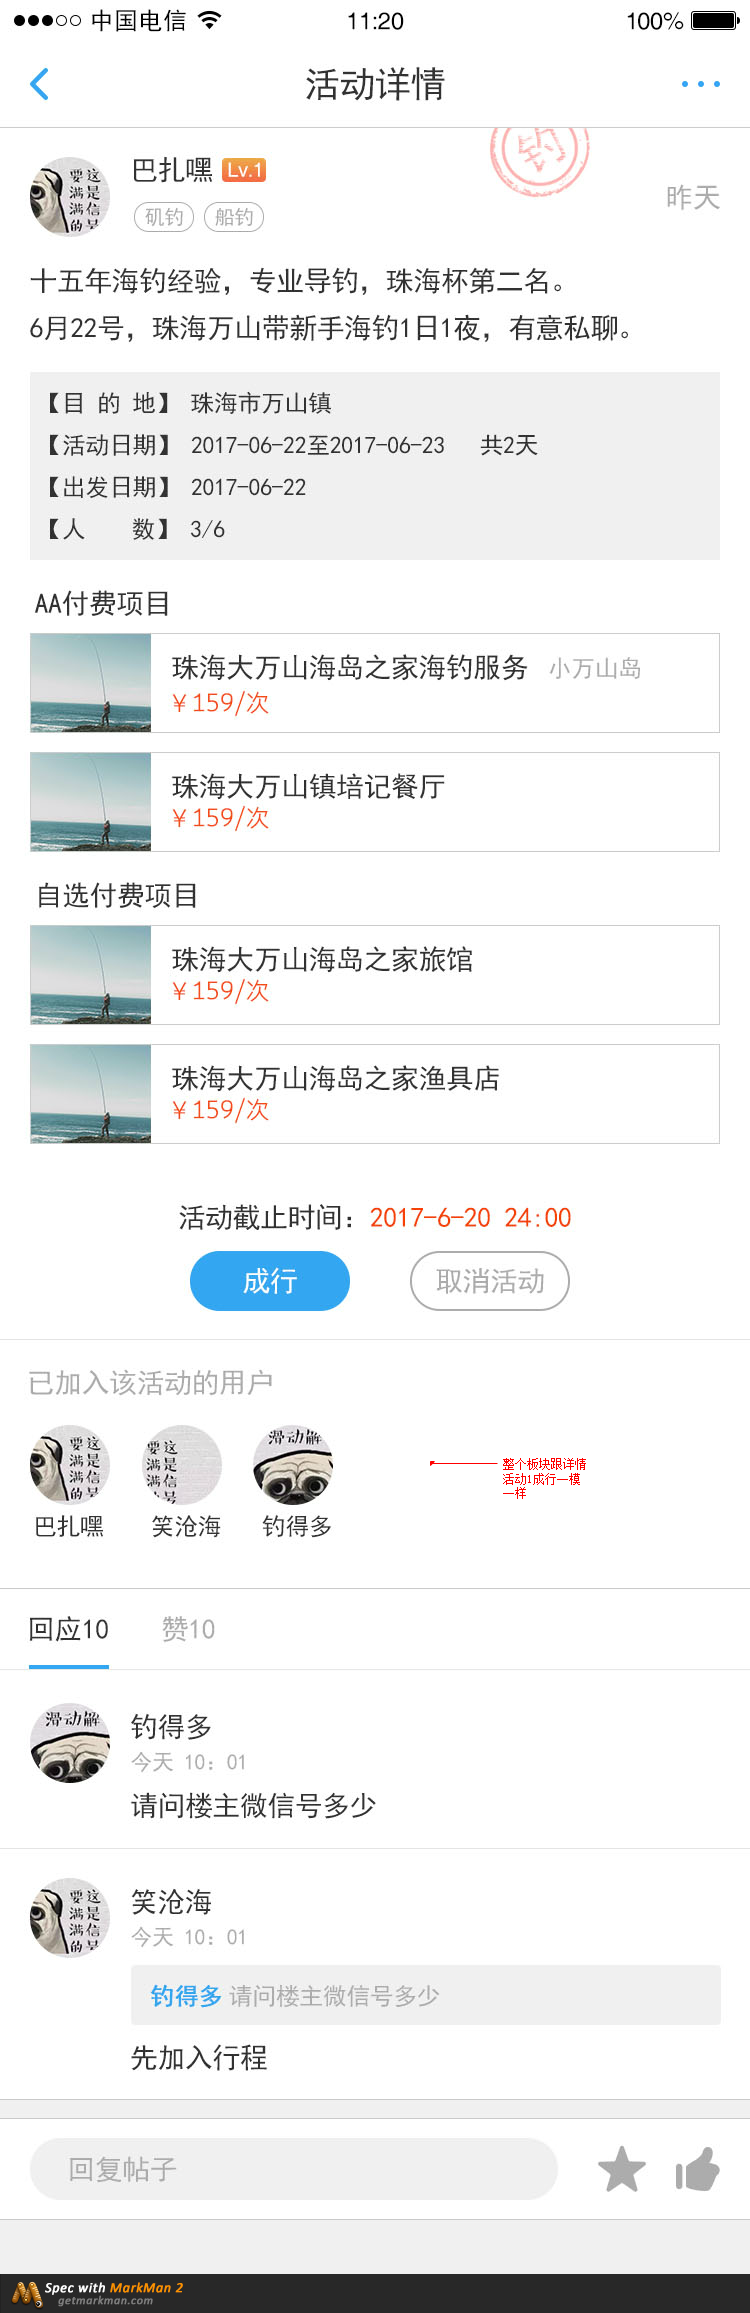 中国电信 11:20 100%
活动详情
钓
巴扎嘿 Lv.1
矶钓 船钓
昨天
十五年海钓经验，专业导钓，珠海杯第二名。
6月22号，珠海万山带新手海钓1日1夜，有意私聊。
【目 的 地】 珠海市万山镇
【活动日期】 2017-06-22至2017-06-23 共2天
【出发日期】 2017-06-22
【人 数】 3/6
AA付费项目
珠海大万山海岛之家海钓服务 小万山岛
￥159/次
珠海大万山镇培记餐厅
￥159/次
自选付费项目
珠海大万山海岛之家旅馆
￥159/次
珠海大万山海岛之家渔具店
￥159/次
活动截止时间：2017-6-20 24:00
成行 取消活动
已加入该活动的用户
巴扎嘿 笑沧海 钓得多
整个板块跟详情
活动1成行一模
一样
回应10 赞10
钓得多
今天 10：01
请问楼主微信号多少
笑沧海
今天 10：01
钓得多 请问楼主微信号多少
先加入行程
回复帖子
Spec with MarkMan 2
getmarkman.com